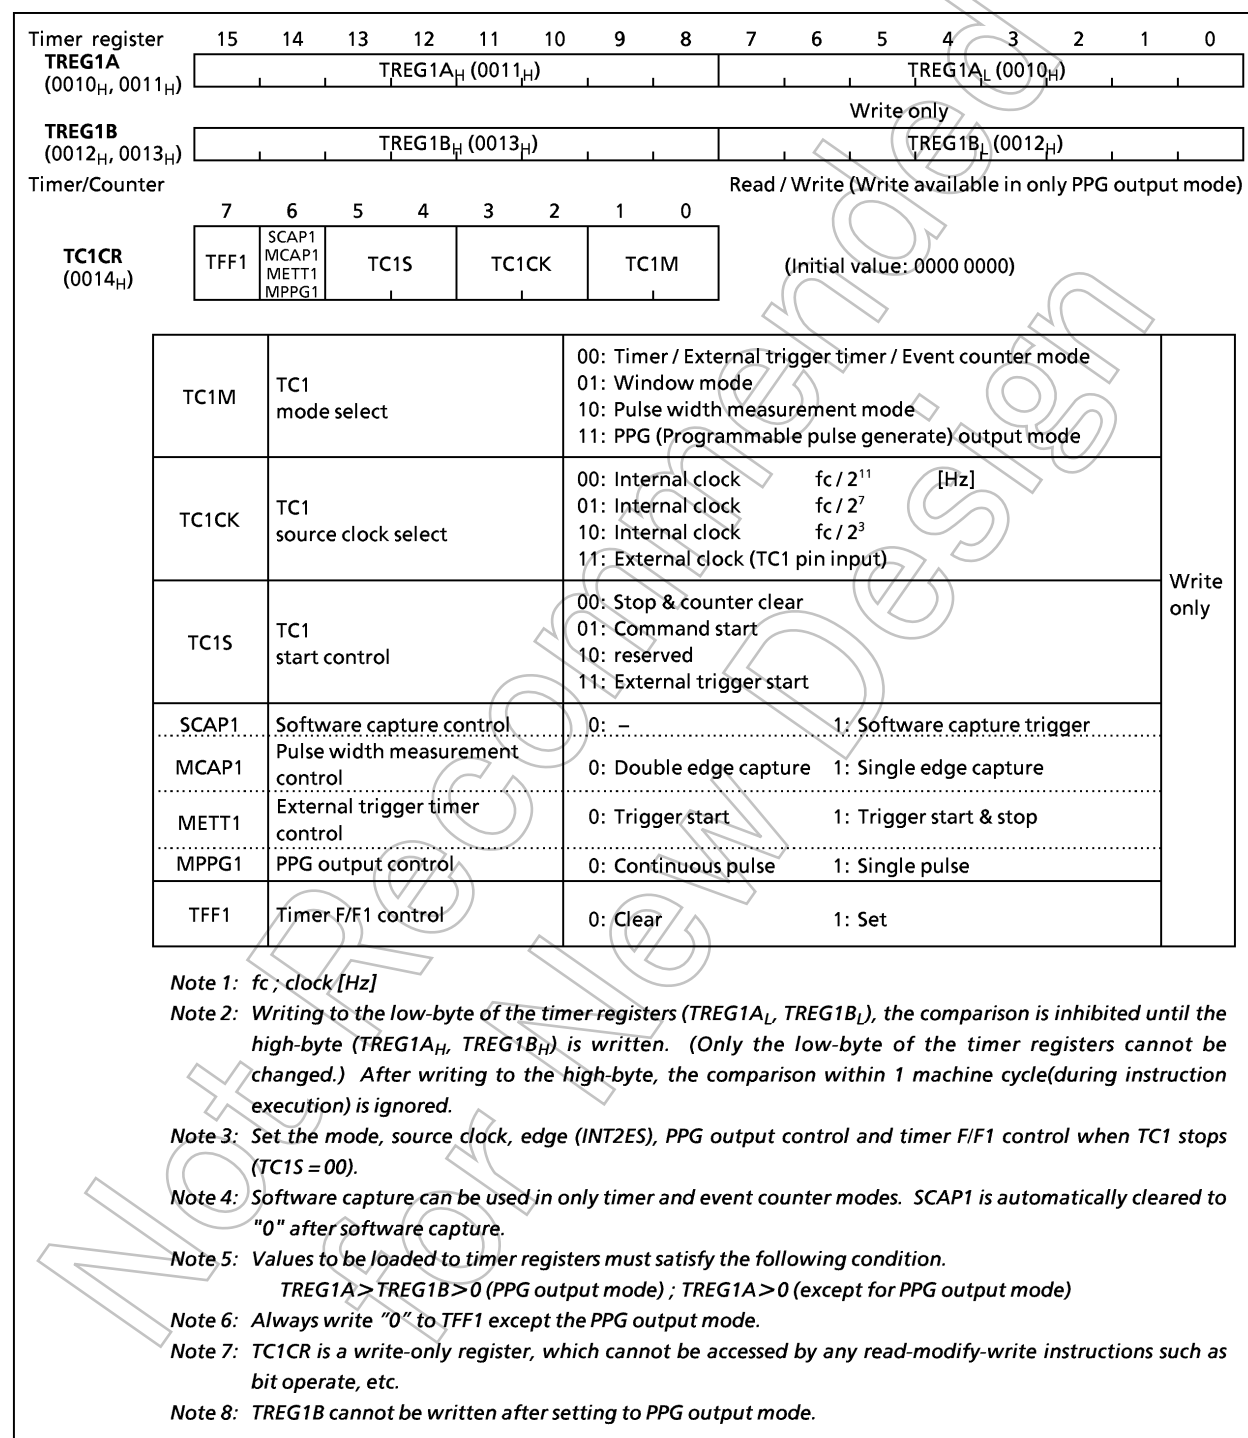 Timer register 15 14 13 12 11 10 9 8 7 6 5 4 3 2 1 0
TREG1A
(0010H, 0011H)
TREG1AH (0011H) TREG1AL (0010H)
Write only
TREG1B
(0012H, 0013H)
TREG1BH (0013H) TREG1BL (0012H)
Timer/Counter
Read / Write (Write available in only PPG output mode)
7 6 5 4 3 2 1 0
TC1CR
(0014H)
TFF1
SCAP1
MCAP1
METT1
MPPG1
TC1S TC1CK TC1M
(Initial value: 0000 0000)
TC1M
TC1
mode select
00: Timer / External trigger timer / Event counter mode
01: Window mode
10: Pulse width measurement mode
11: PPG (Programmable pulse generate) output mode
TC1CK
TC1
source clock select
00: Internal clock fc / 2¹¹ [Hz]
01: Internal clock fc / 2⁷
10: Internal clock fc / 2³
11: External clock (TC1 pin input)
TC1S
TC1
start control
00: Stop & counter clear
01: Command start
10: reserved
11: External trigger start
Write
only
SCAP1 Software capture control 0: – 1: Software capture trigger
MCAP1
Pulse width measurement
control
0: Double edge capture 1: Single edge capture
METT1
External trigger timer
control
0: Trigger start 1: Trigger start & stop
MPPG1 PPG output control 0: Continuous pulse 1: Single pulse
TFF1 Timer F/F1 control 0: Clear 1: Set
Note 1: fc ; clock [Hz]
Note 2: Writing to the low-byte of the timer registers (TREG1AL, TREG1BL), the comparison is inhibited until the
high-byte (TREG1AH, TREG1BH) is written. (Only the low-byte of the timer registers cannot be
changed.) After writing to the high-byte, the comparison within 1 machine cycle(during instruction
execution) is ignored.
Note 3: Set the mode, source clock, edge (INT2ES), PPG output control and timer F/F1 control when TC1 stops
(TC1S = 00).
Note 4: Software capture can be used in only timer and event counter modes. SCAP1 is automatically cleared to
"0" after software capture.
Note 5: Values to be loaded to timer registers must satisfy the following condition.
TREG1A > TREG1B > 0 (PPG output mode) ; TREG1A > 0 (except for PPG output mode)
Note 6: Always write "0" to TFF1 except the PPG output mode.
Note 7: TC1CR is a write-only register, which cannot be accessed by any read-modify-write instructions such as
bit operate, etc.
Note 8: TREG1B cannot be written after setting to PPG output mode.
Not Recommended
for New Design